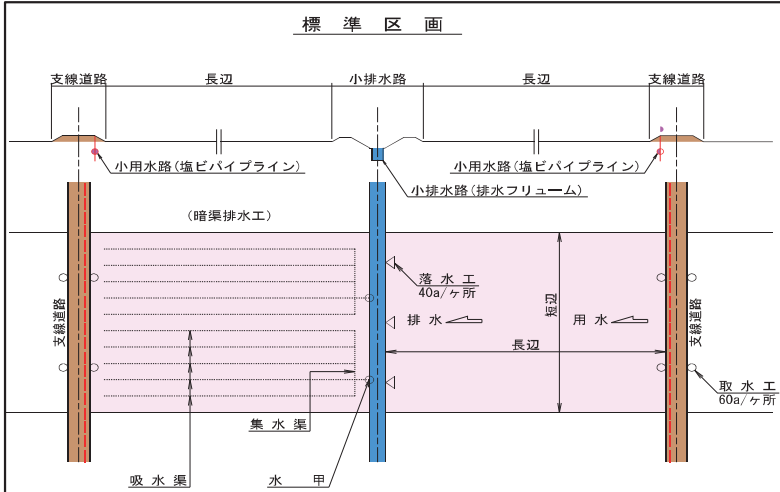 標準区画
支線道路
長辺
小排水路
長辺
支線道路
小用水路(塩ビパイプライン)
小用水路(塩ビパイプライン)
小排水路(排水フリューム)
(暗渠排水工)
落水工
40a/ヶ所
短辺
排水
用水
支線道路
支線道路
長辺
取水工
60a/ヶ所
集水渠
吸水渠
水甲